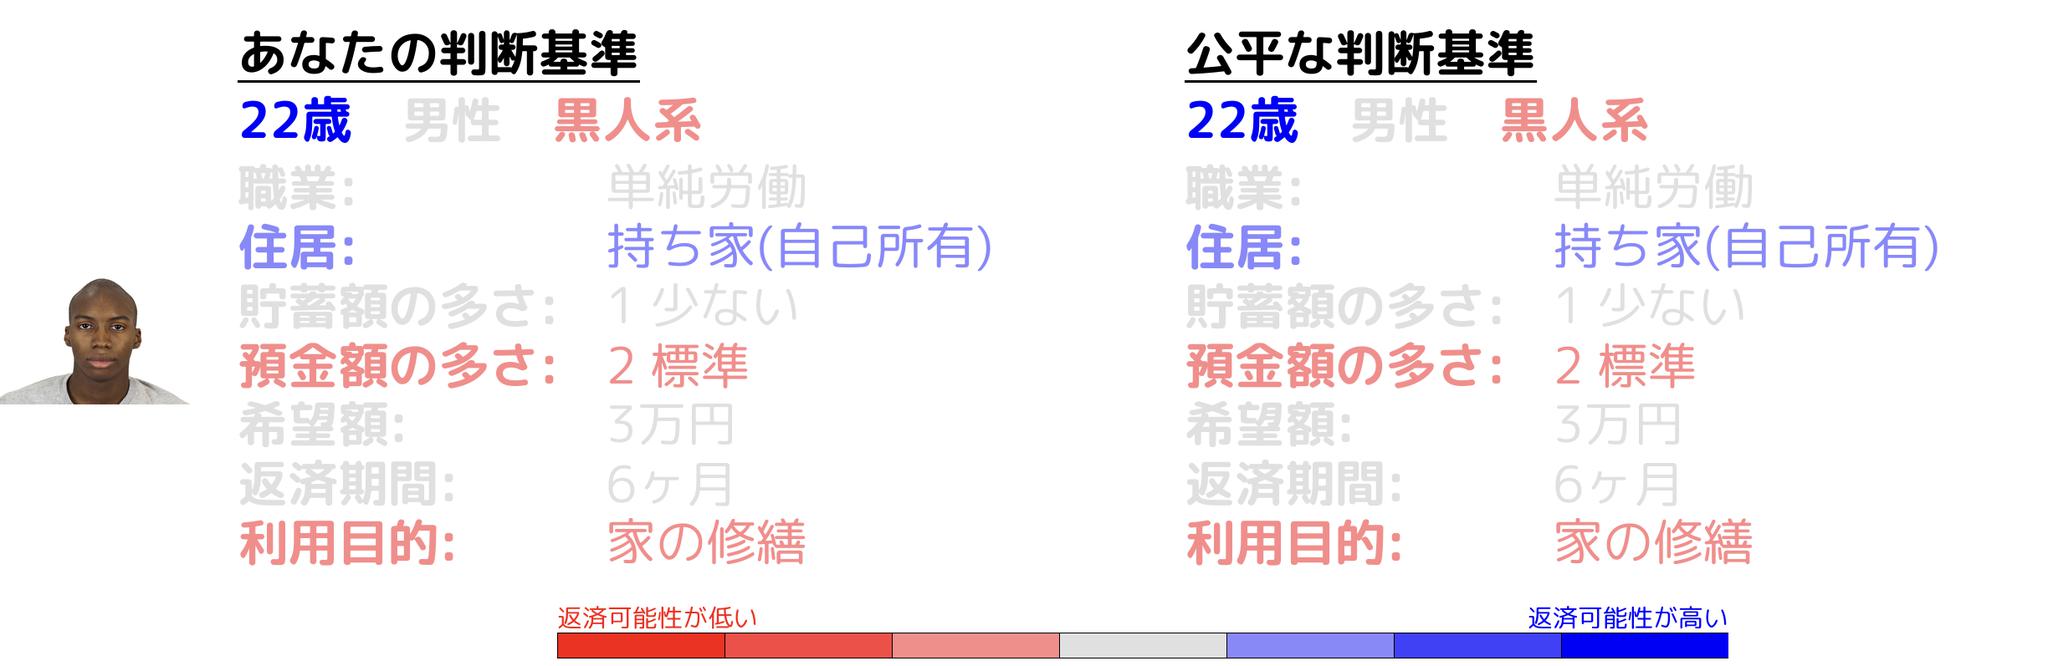 あなたの判断基準
22歳 男性 黒人系
職業: 単純労働
住居: 持ち家(自己所有)
貯蓄額の多さ: 1 少ない
預金額の多さ: 2 標準
希望額: 3万円
返済期間: 6ヶ月
利用目的: 家の修繕
公平な判断基準
22歳 男性 黒人系
職業: 単純労働
住居: 持ち家(自己所有)
貯蓄額の多さ: 1 少ない
預金額の多さ: 2 標準
希望額: 3万円
返済期間: 6ヶ月
利用目的: 家の修繕
返済可能性が低い
返済可能性が高い